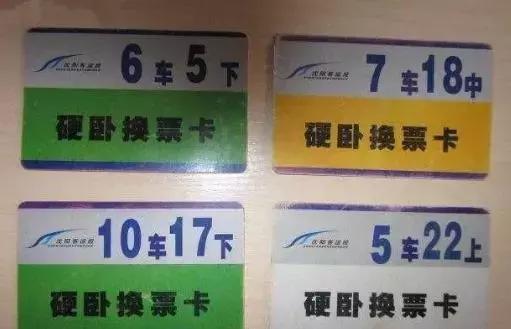 沈阳客运段 6车5下
硬卧换票卡
沈阳客运段 7车18中
硬卧换票卡
沈阳客运段 10车17下
硬卧换票卡
沈阳客运段 5车22上
硬卧换票卡